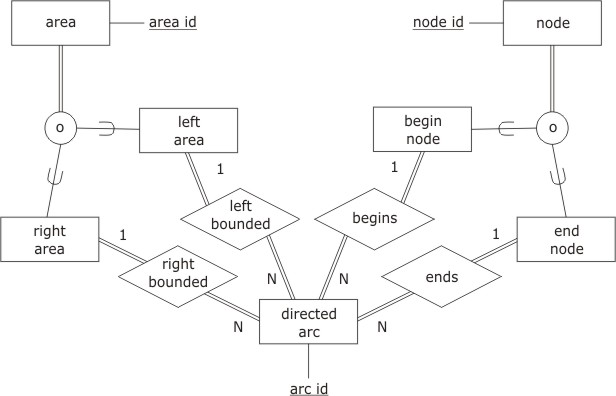 area
area id
node id
node
o
left
area
begin
node
o
1
1
left
bounded
begins
right
area
1
right
bounded
ends
1
end
node
N
N
N
directed
arc
N
arc id